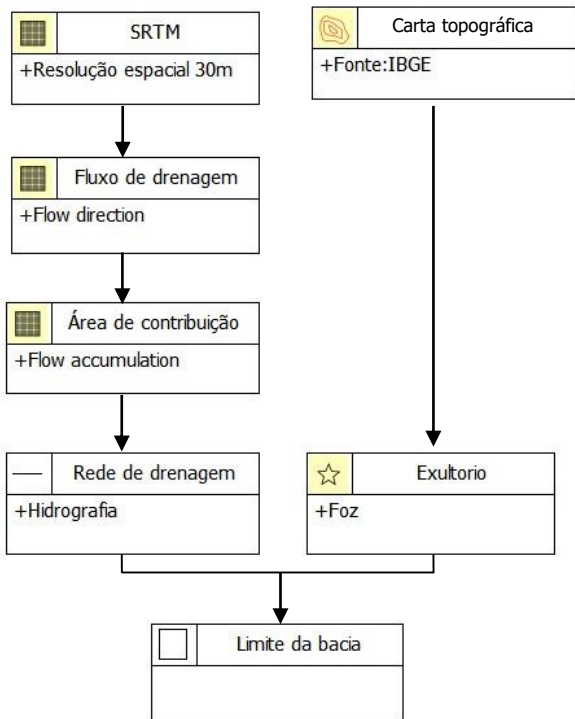 SRTM
+Resolução espacial 30m
Carta topográfica
+Fonte:IBGE
Fluxo de drenagem
+Flow direction
Área de contribuição
+Flow accumulation
Rede de drenagem
+Hidrografia
Exultorio
+Foz
Limite da bacia